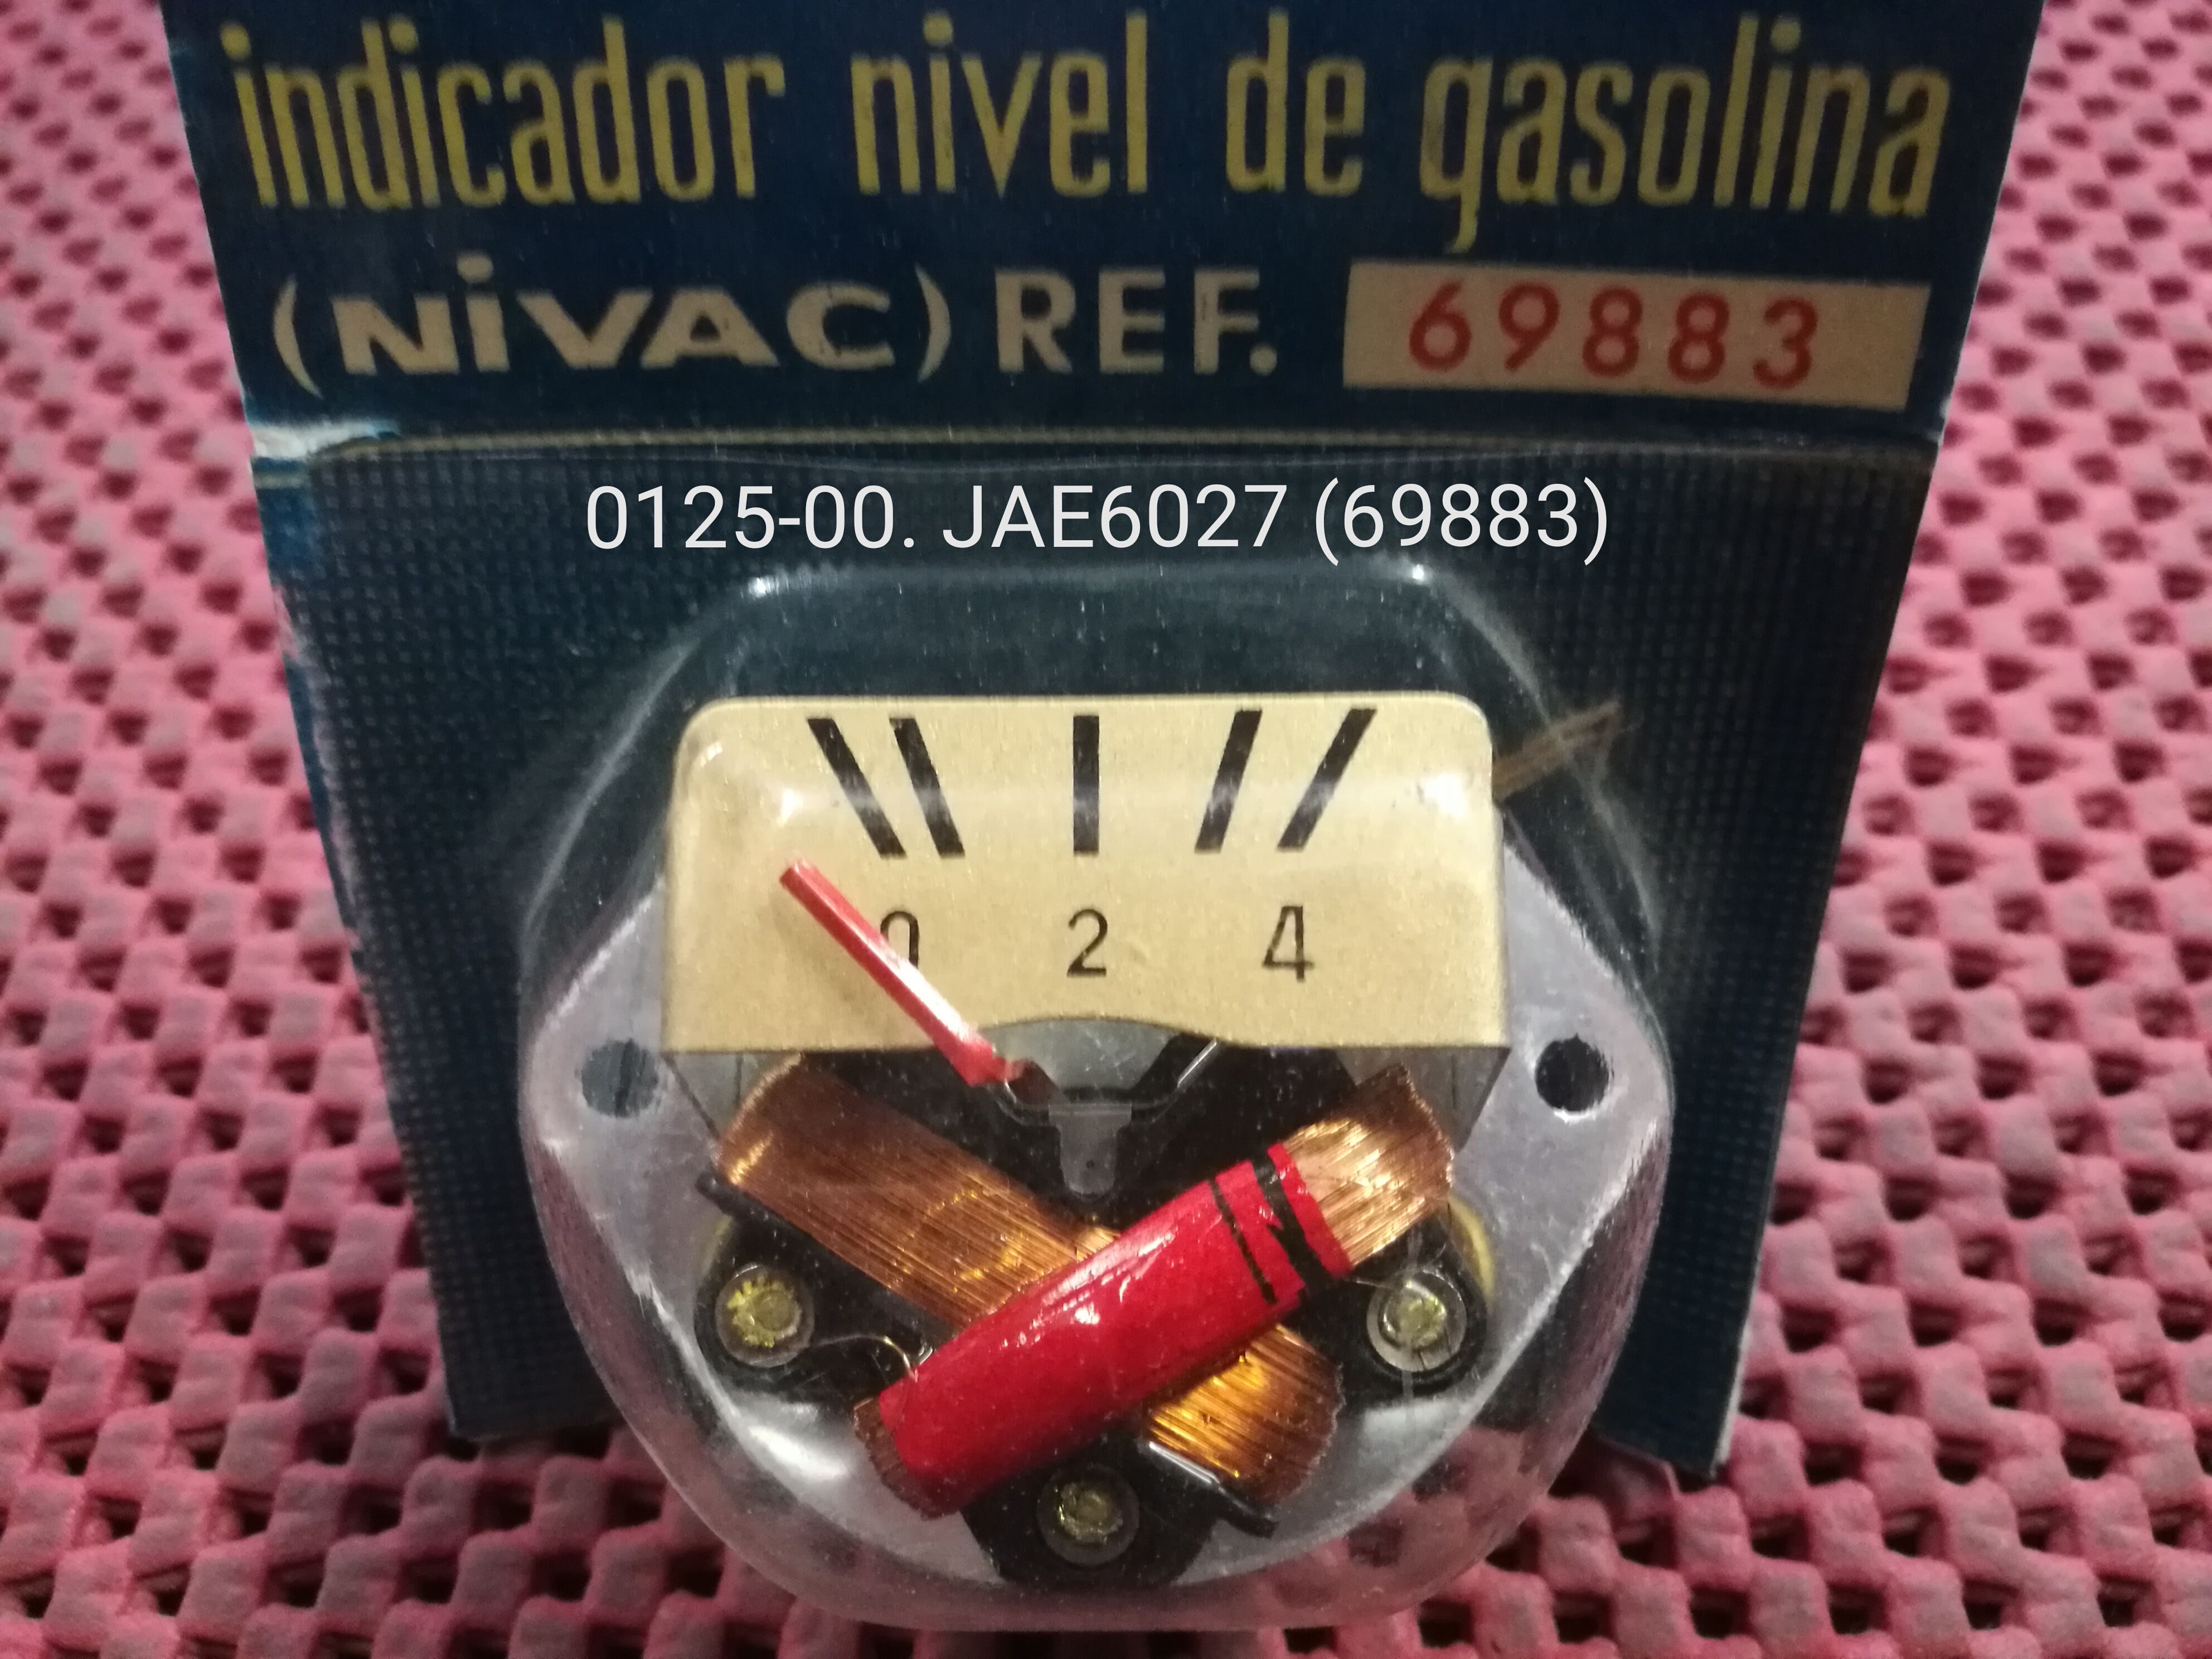 indicador nivel de gasolina
(NiVAC) REF. 69883
0125-00. JAE6027 (69883)
0 2 4